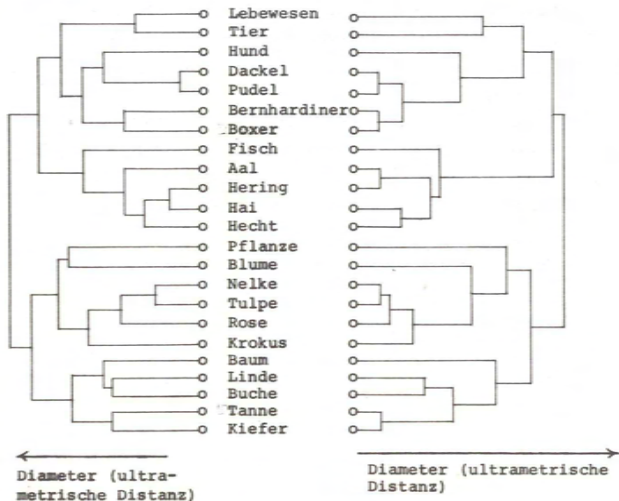 Lebewesen
Tier
Hund
Dackel
Pudel
Bernhardiner
Boxer
Fisch
Aal
Hering
Hai
Hecht
Pflanze
Blume
Nelke
Tulpe
Rose
Krokus
Baum
Linde
Buche
Tanne
Kiefer
Diameter (ultra-
metrische Distanz)
Diameter (ultrametrische
Distanz)